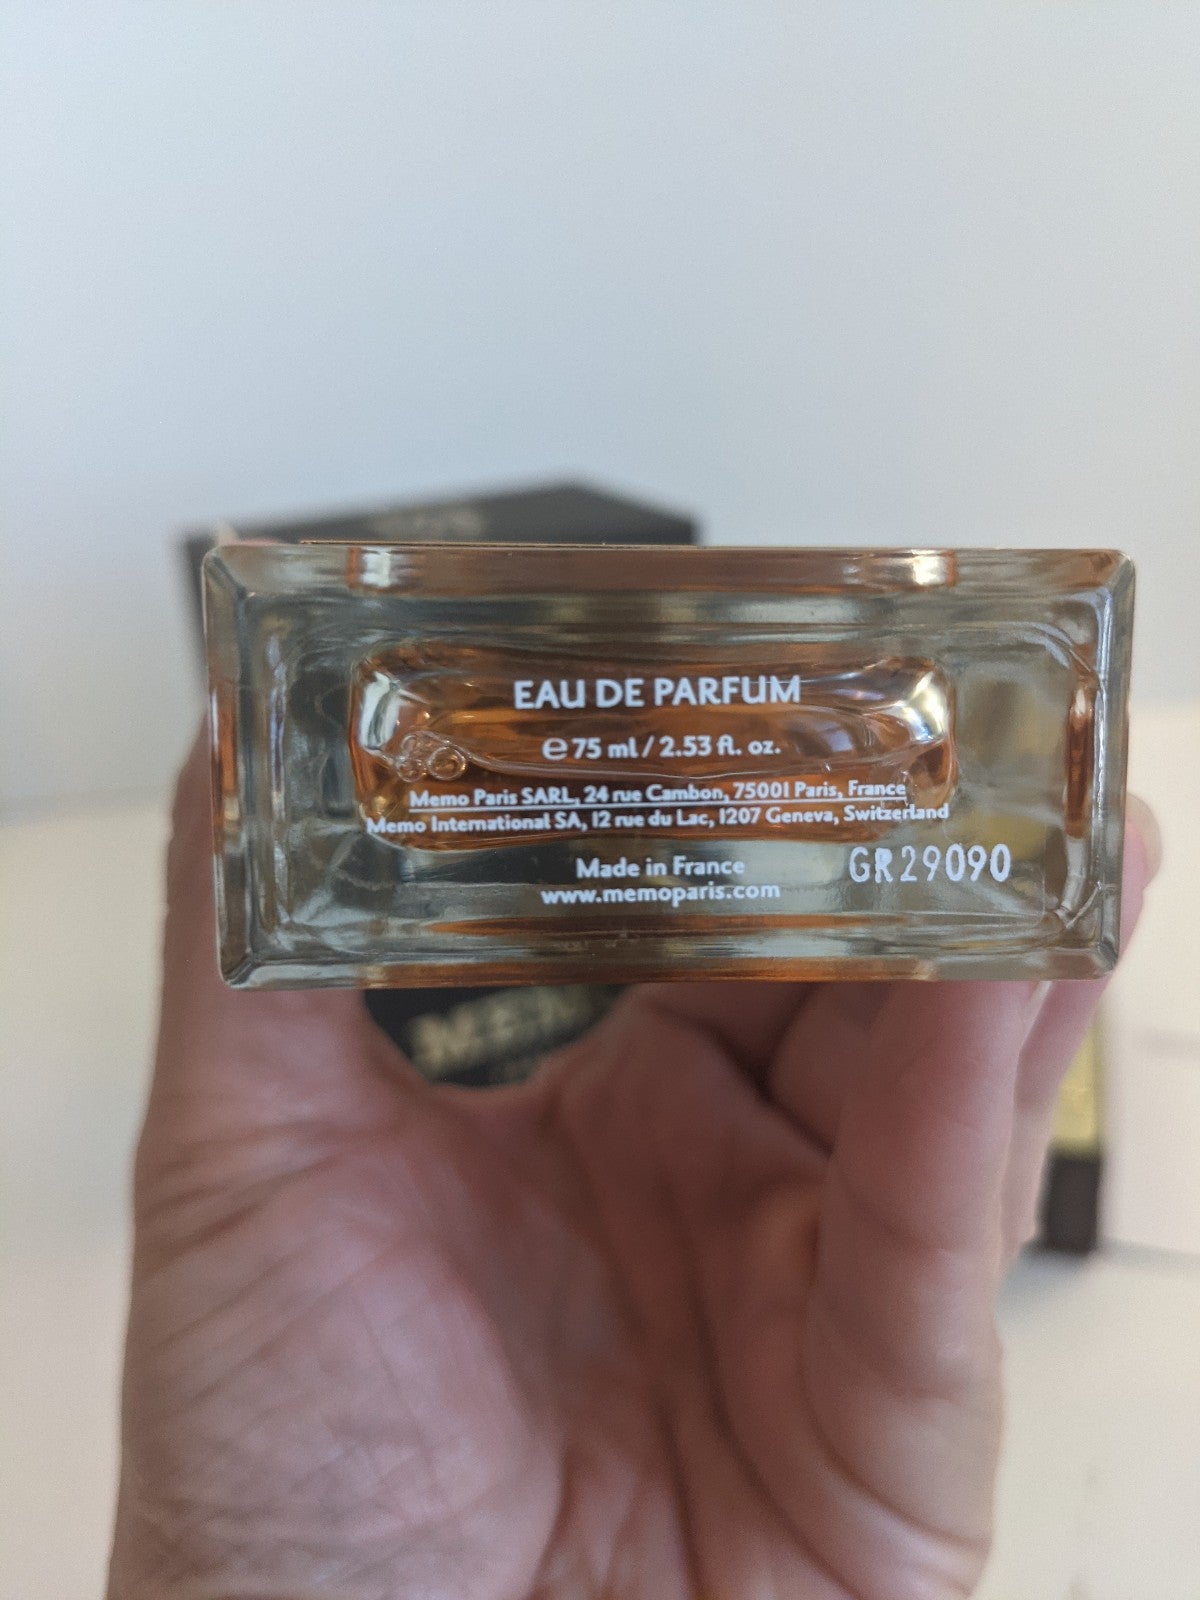 EAU DE PARFUM
℮ 75 ml / 2.53 fl. oz.
Memo Paris SARL, 24 rue Cambon, 75001 Paris, France
Memo International SA, 12 rue du Lac, 1207 Geneva, Switzerland
Made in France
GR29090
www.memoparis.com